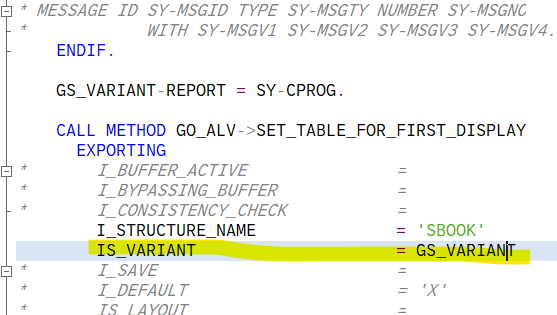 * MESSAGE ID SY-MSGID TYPE SY-MSGTY NUMBER SY-MSGNO
* WITH SY-MSGV1 SY-MSGV2 SY-MSGV3 SY-MSGV4.
ENDIF.
GS_VARIANT-REPORT = SY-CPROG.
CALL METHOD GO_ALV->SET_TABLE_FOR_FIRST_DISPLAY
EXPORTING
* I_BUFFER_ACTIVE =
* I_BYPASSING_BUFFER =
* I_CONSISTENCY_CHECK =
I_STRUCTURE_NAME = 'SBOOK'
IS_VARIANT = GS_VARIANT
* I_SAVE =
* I_DEFAULT = 'X'
* IS_LAYOUT =